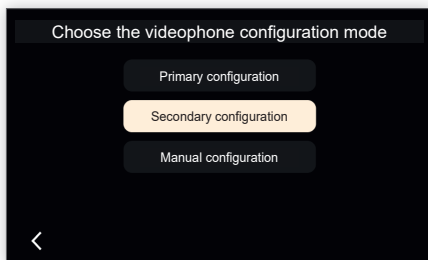 Choose the videophone configuration mode
Primary configuration
Secondary configuration
Manual configuration